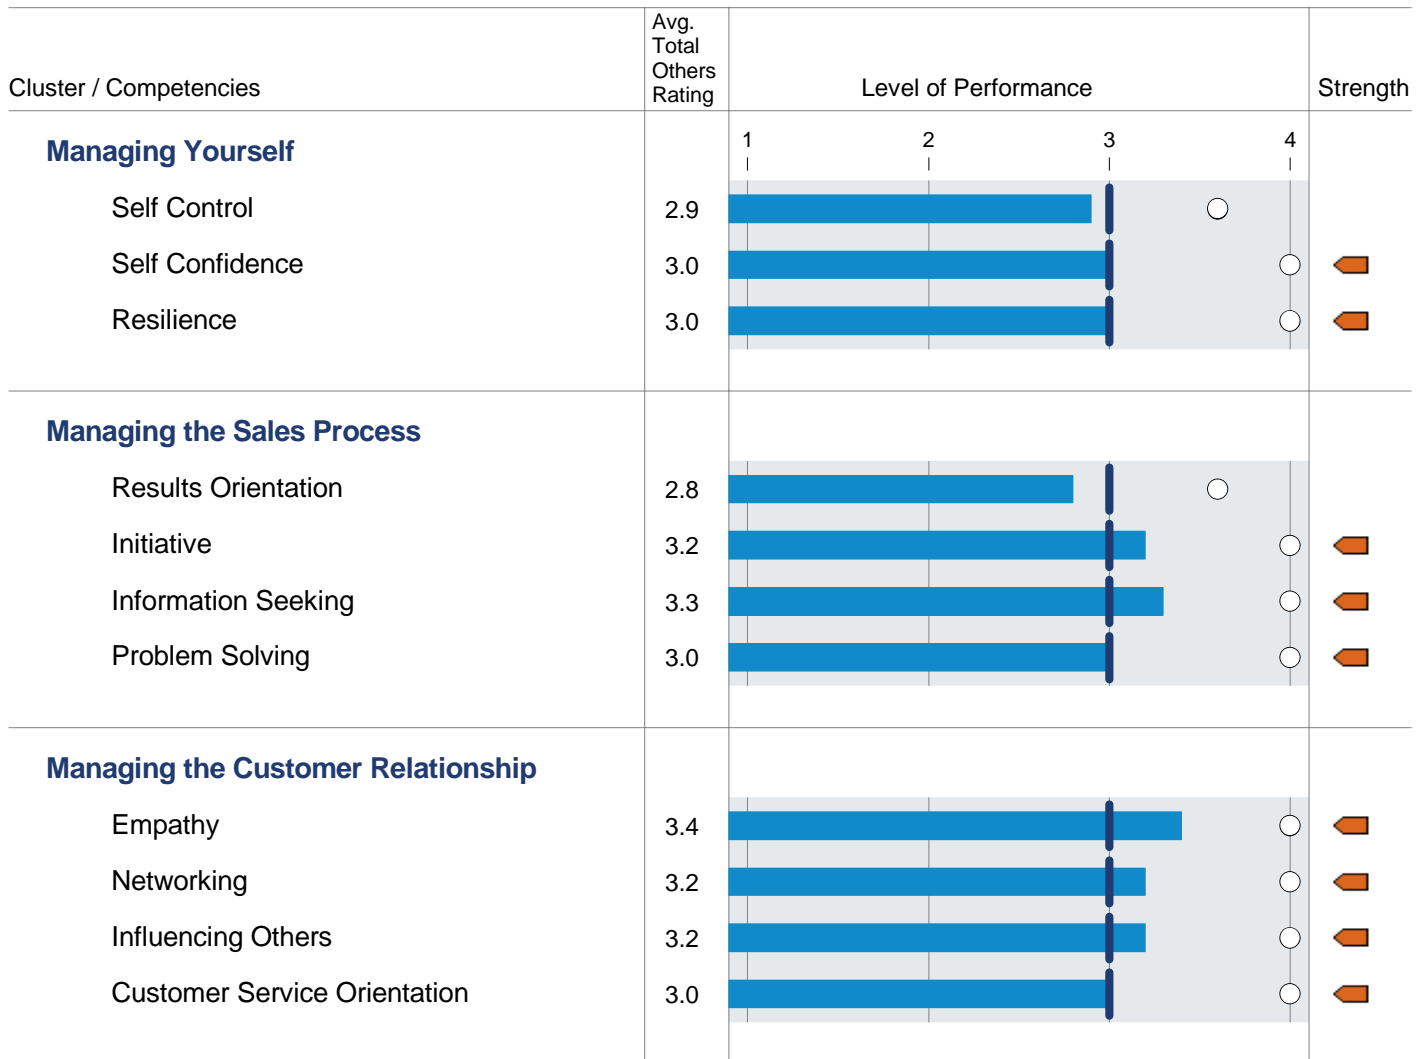 Cluster / Competencies
Avg.
Total
Others
Rating
Level of Performance
Strength
Managing Yourself
1 2 3 4
Self Control 2.9
Self Confidence 3.0
Resilience 3.0
Managing the Sales Process
Results Orientation 2.8
Initiative 3.2
Information Seeking 3.3
Problem Solving 3.0
Managing the Customer Relationship
Empathy 3.4
Networking 3.2
Influencing Others 3.2
Customer Service Orientation 3.0